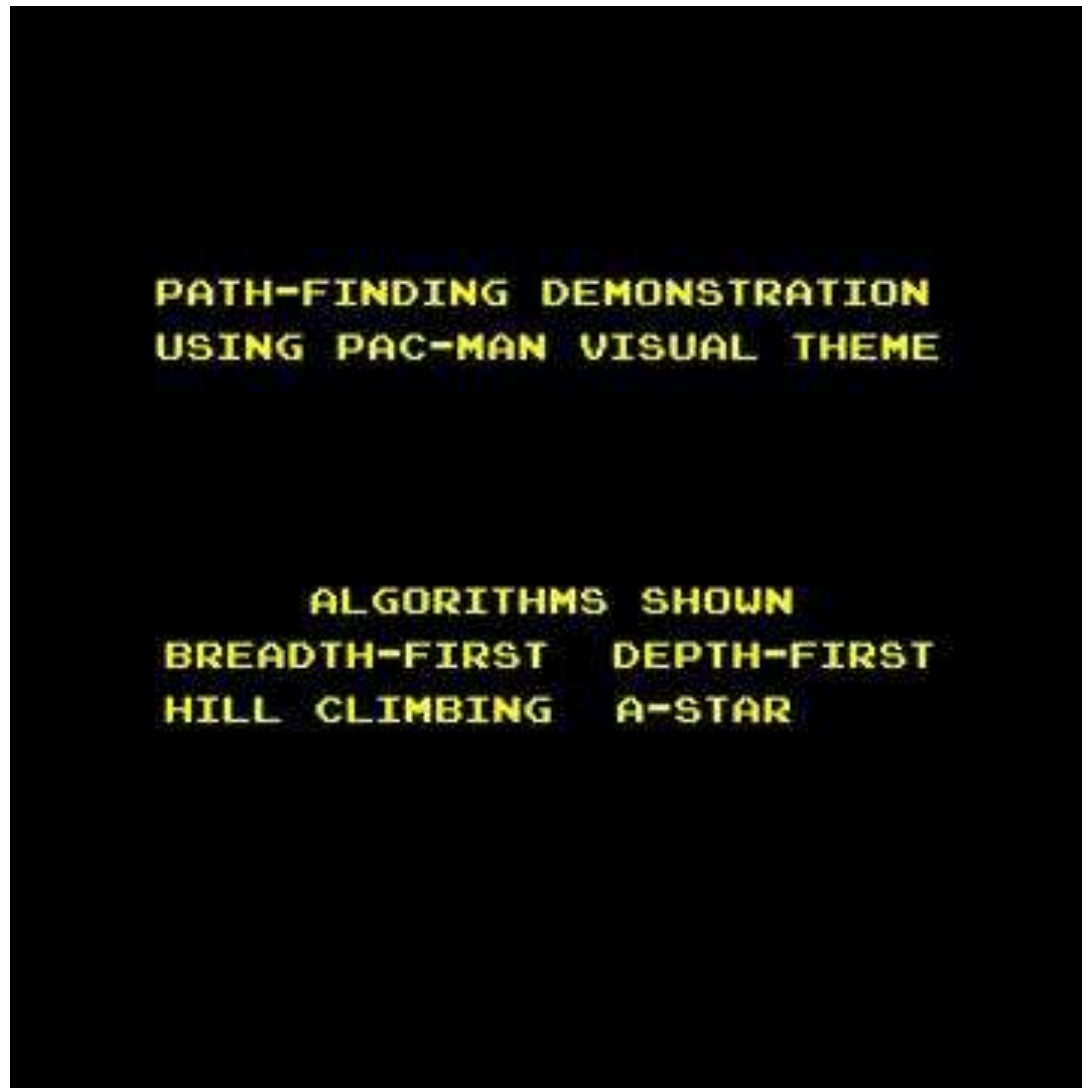 PATH-FINDING DEMONSTRATION
USING PAC-MAN VISUAL THEME
ALGORITHMS SHOWN
BREADTH-FIRST DEPTH-FIRST
HILL CLIMBING A-STAR